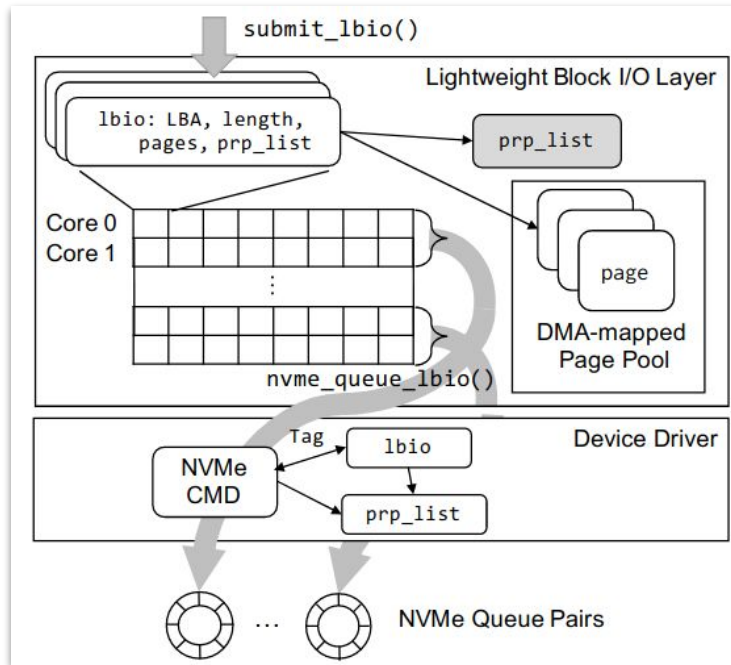 submit_lbio()
Lightweight Block I/O Layer
lbio: LBA, length,
pages, prp_list
prp_list
Core 0
Core 1
⋮
page
DMA-mapped
Page Pool
nvme_queue_lbio()
Device Driver
Tag
lbio
NVMe
CMD
prp_list
...
NVMe Queue Pairs